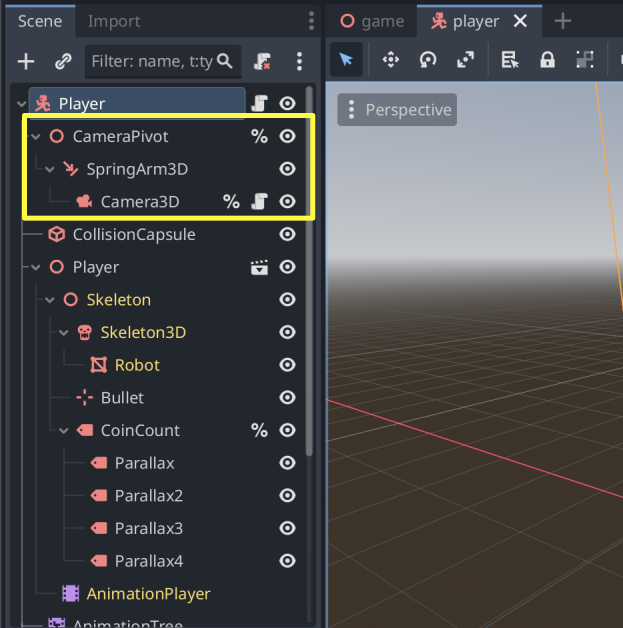 Scene
Import
game
player
Filter: name, t:ty
Perspective
Player
CameraPivot
%
SpringArm3D
Camera3D
%
CollisionCapsule
Player
Skeleton
Skeleton3D
Robot
Bullet
CoinCount
%
Parallax
Parallax2
Parallax3
Parallax4
AnimationPlayer
AnimationTree